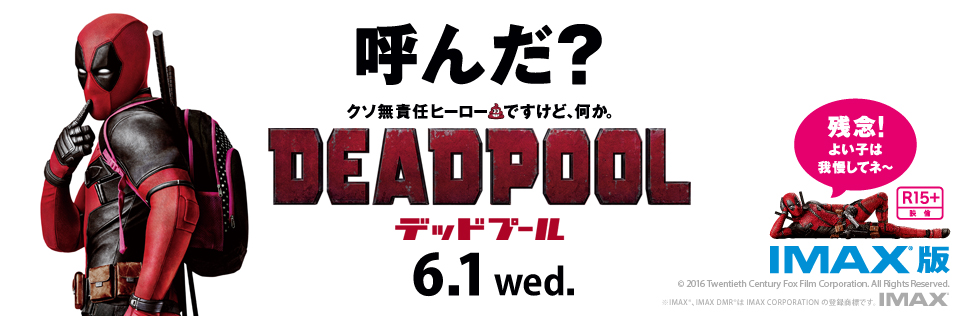 呼んだ?
クソ無責任ヒーロー💩ですけど、何か。
DEADPOOL
デッドプール
6.1 wed.
残念!
よい子は
我慢してネ~
R15+
映倫
IMAX®版
© 2016 Twentieth Century Fox Film Corporation. All Rights Reserved.
※IMAX®、IMAX DMR®は IMAX CORPORATION の登録商標です。 IMAX®